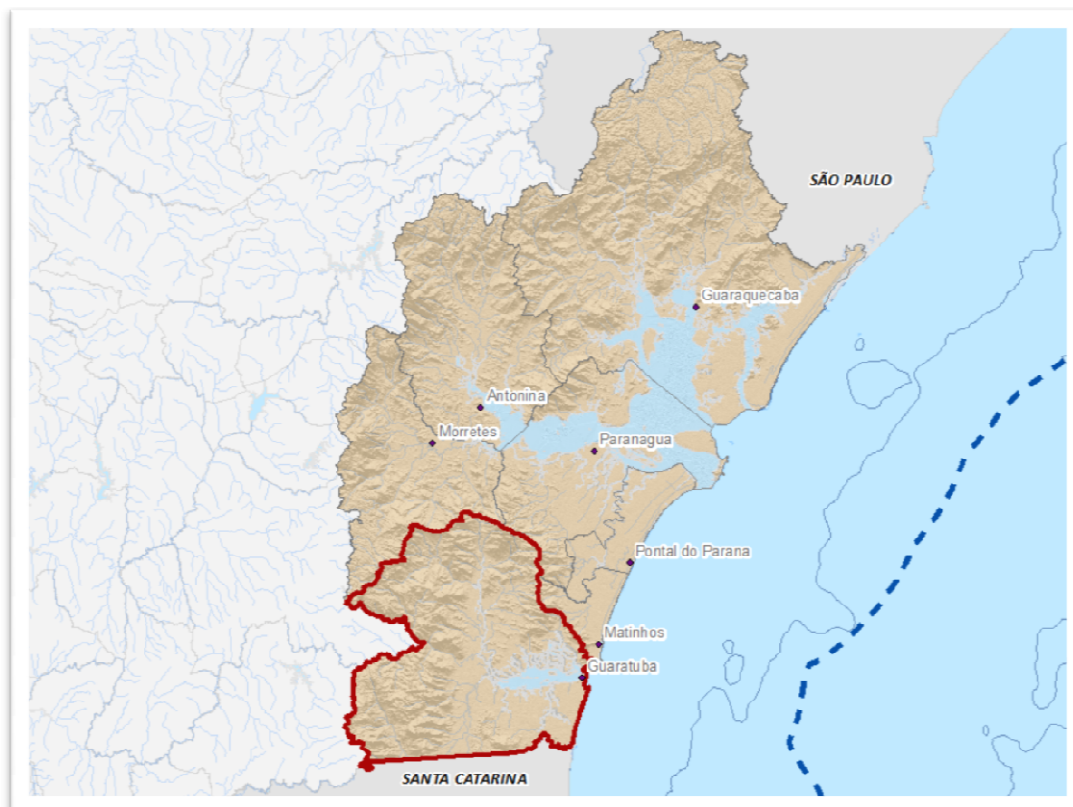 SÃO PAULO
Guaraquecaba
Antonina
Morretes
Paranagua
Pontal do Parana
Matinhos
Guaratuba
SANTA CATARINA